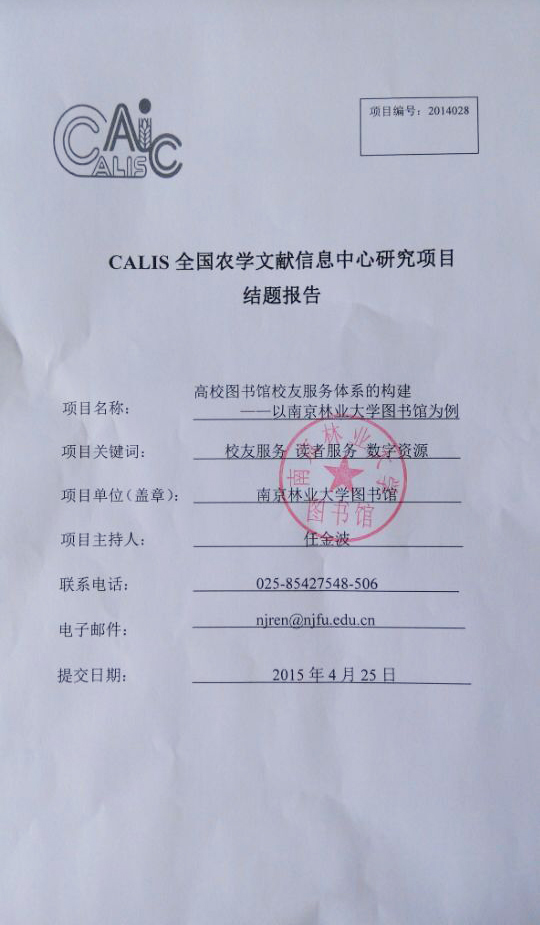 CAIC
CALIS
项目编号：2014028
CALIS 全国农学文献信息中心研究项目
结题报告
高校图书馆校友服务体系的构建
项目名称：
——以南京林业大学图书馆为例
项目关键词：
校友服务 读者服务 数字资源
项目单位（盖章）：
南京林业大学图书馆
南京林业大学
图书馆
项目主持人：
任金波
联系电话：
025-85427548-506
电子邮件：
njren@njfu.edu.cn
提交日期：
2015 年 4 月 25 日